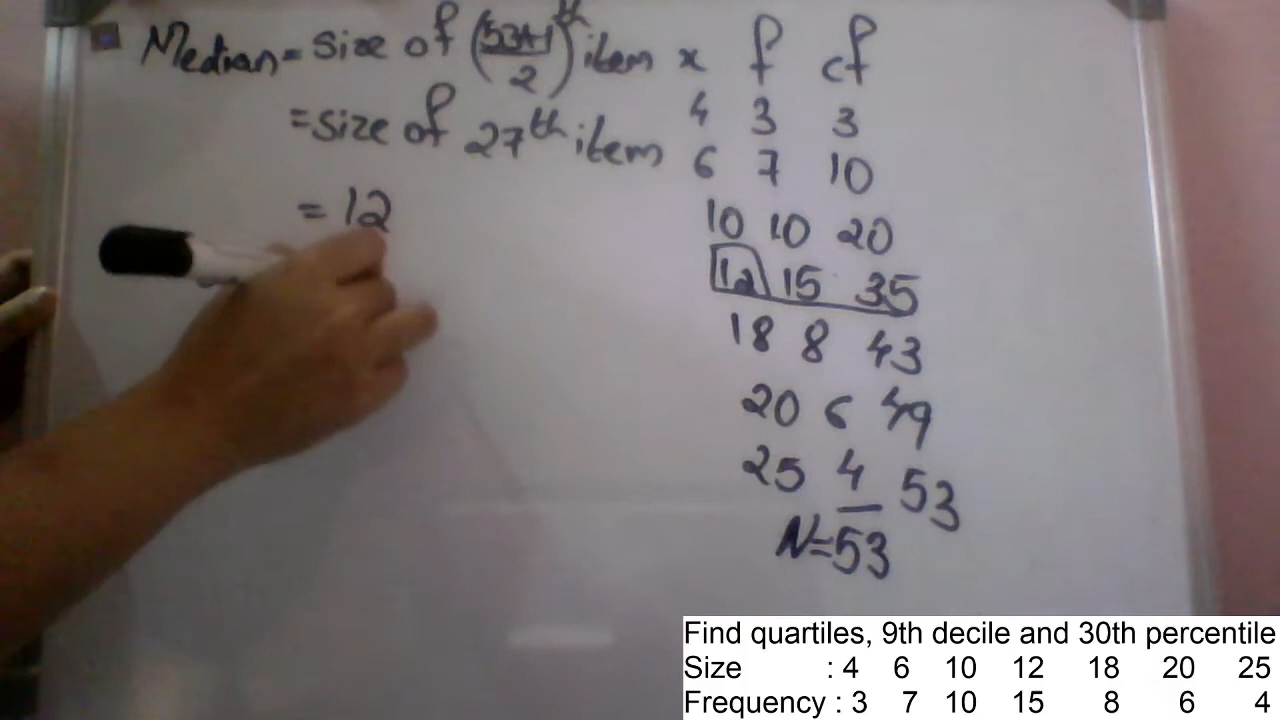 Median = Size of (53+1/2)th item
= size of 27th item
= 12
x f cf
4 3 3
6 7 10
10 10 20
12 15 35
18 8 43
20 6 49
25 4 53
N=53
Find quartiles, 9th decile and 30th percentile
Size : 4 6 10 12 18 20 25
Frequency : 3 7 10 15 8 6 4